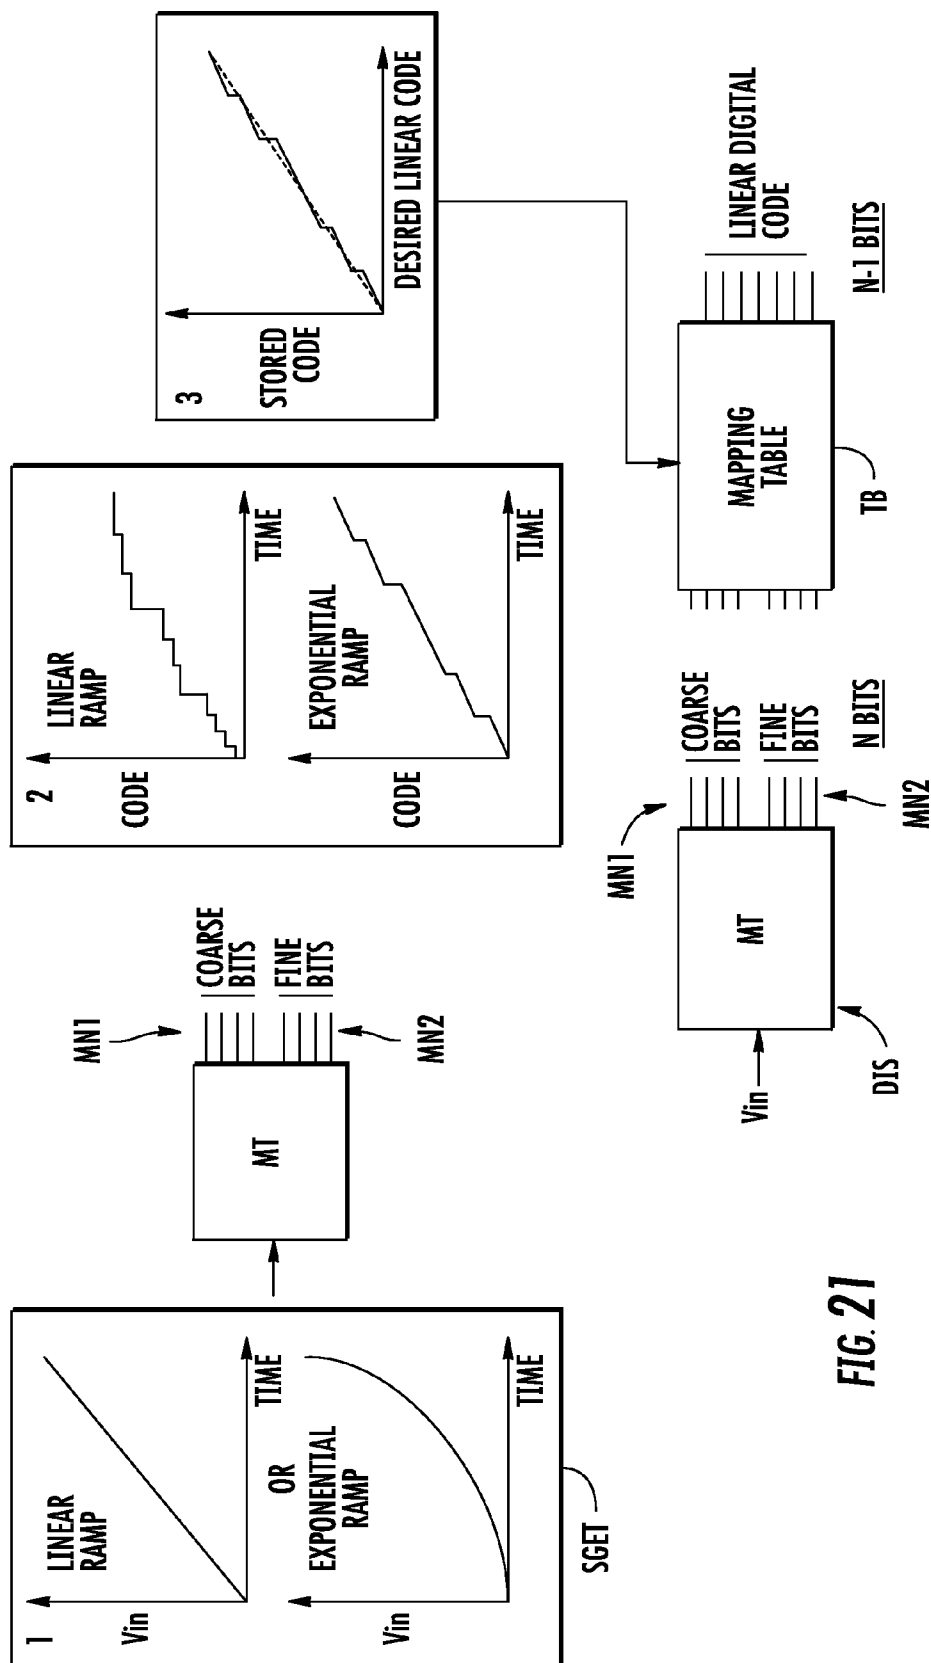 1
LINEAR
RAMP
Vin
TIME
OR
EXPONENTIAL
RAMP
Vin
TIME
SGET
MT
MN1
COARSE
BITS
FINE
BITS
MN2
2
LINEAR
RAMP
CODE
TIME
EXPONENTIAL
RAMP
CODE
TIME
3
STORED
CODE
DESIRED LINEAR CODE
Vin
MT
DIS
MN1
COARSE
BITS
FINE
BITS
MN2
N BITS
MAPPING
TABLE
TB
LINEAR DIGITAL
CODE
N-1 BITS
FIG. 21